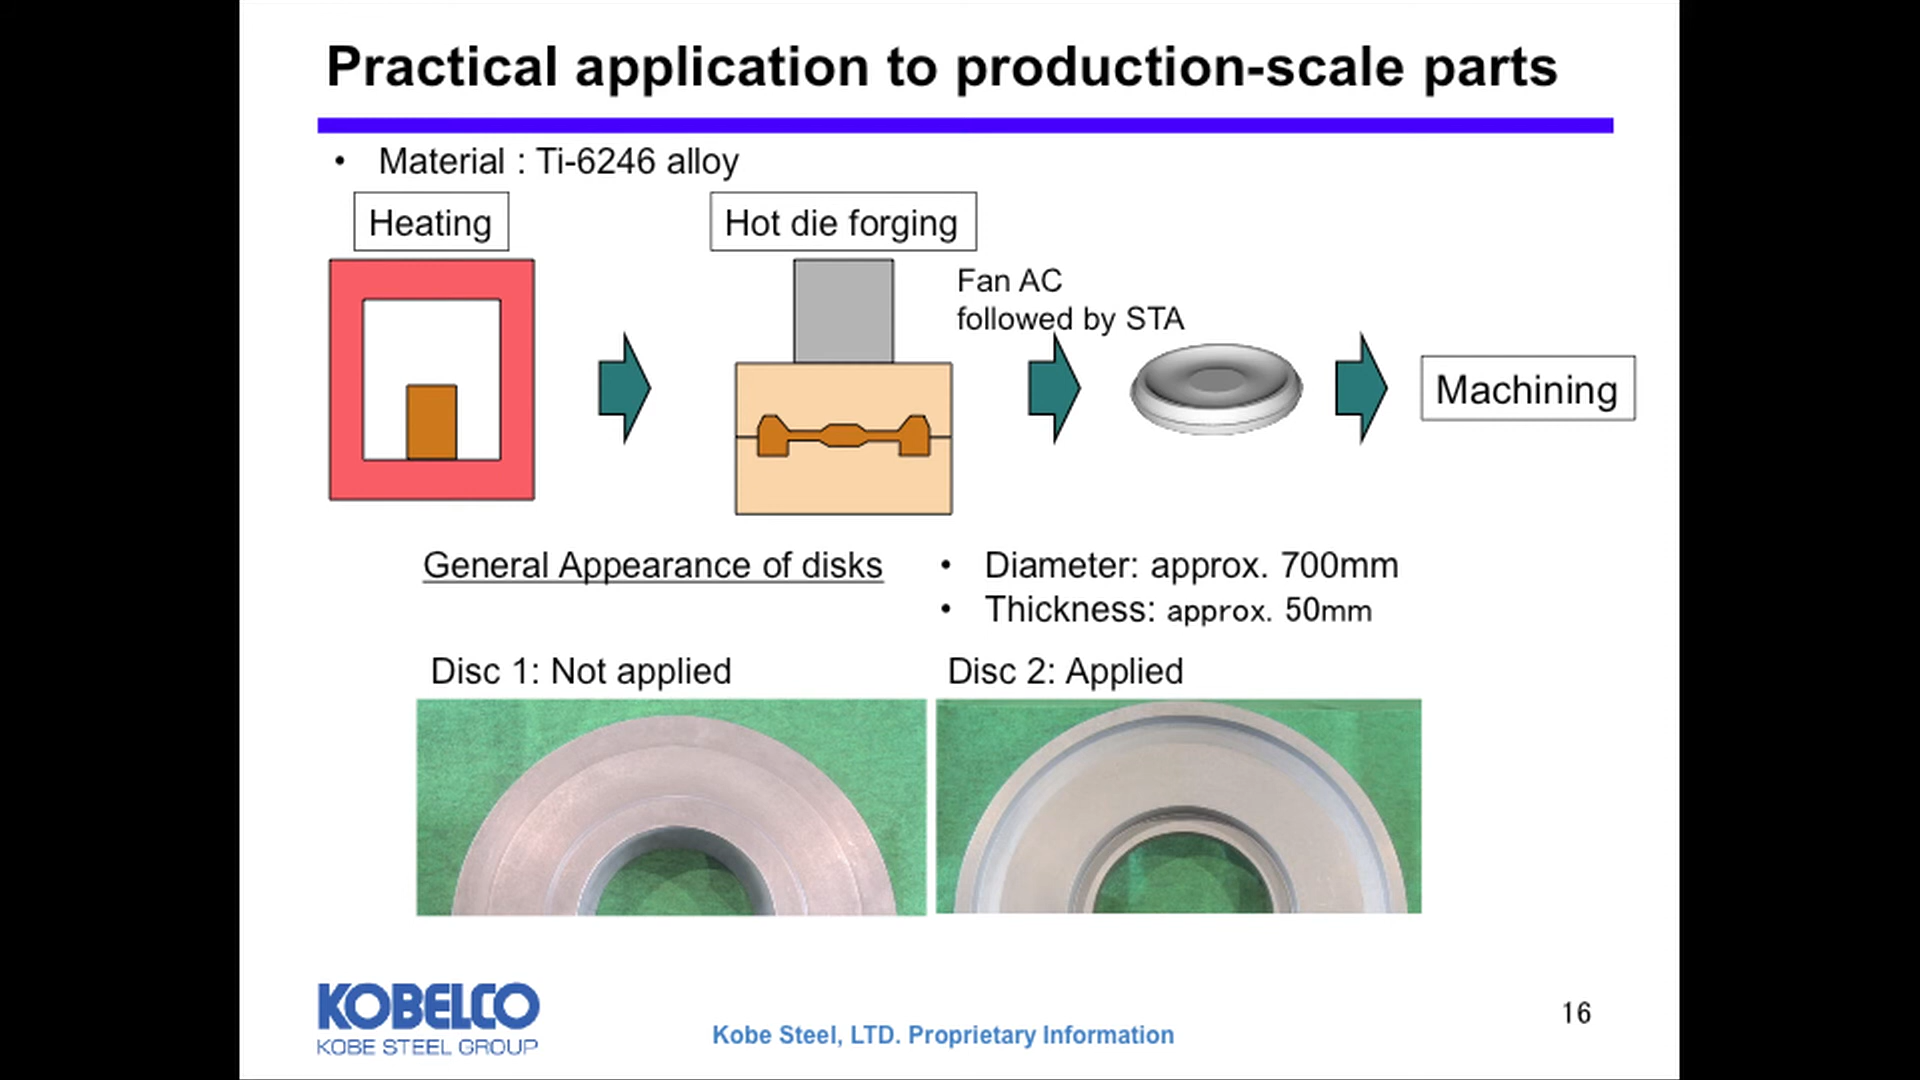 Practical application to production-scale parts
• Material : Ti-6246 alloy
Heating
Hot die forging
Fan AC
followed by STA
Machining
General Appearance of disks
• Diameter: approx. 700mm
• Thickness: approx. 50mm
Disc 1: Not applied
Disc 2: Applied
KOBELCO
KOBE STEEL GROUP
Kobe Steel, LTD. Proprietary Information
16